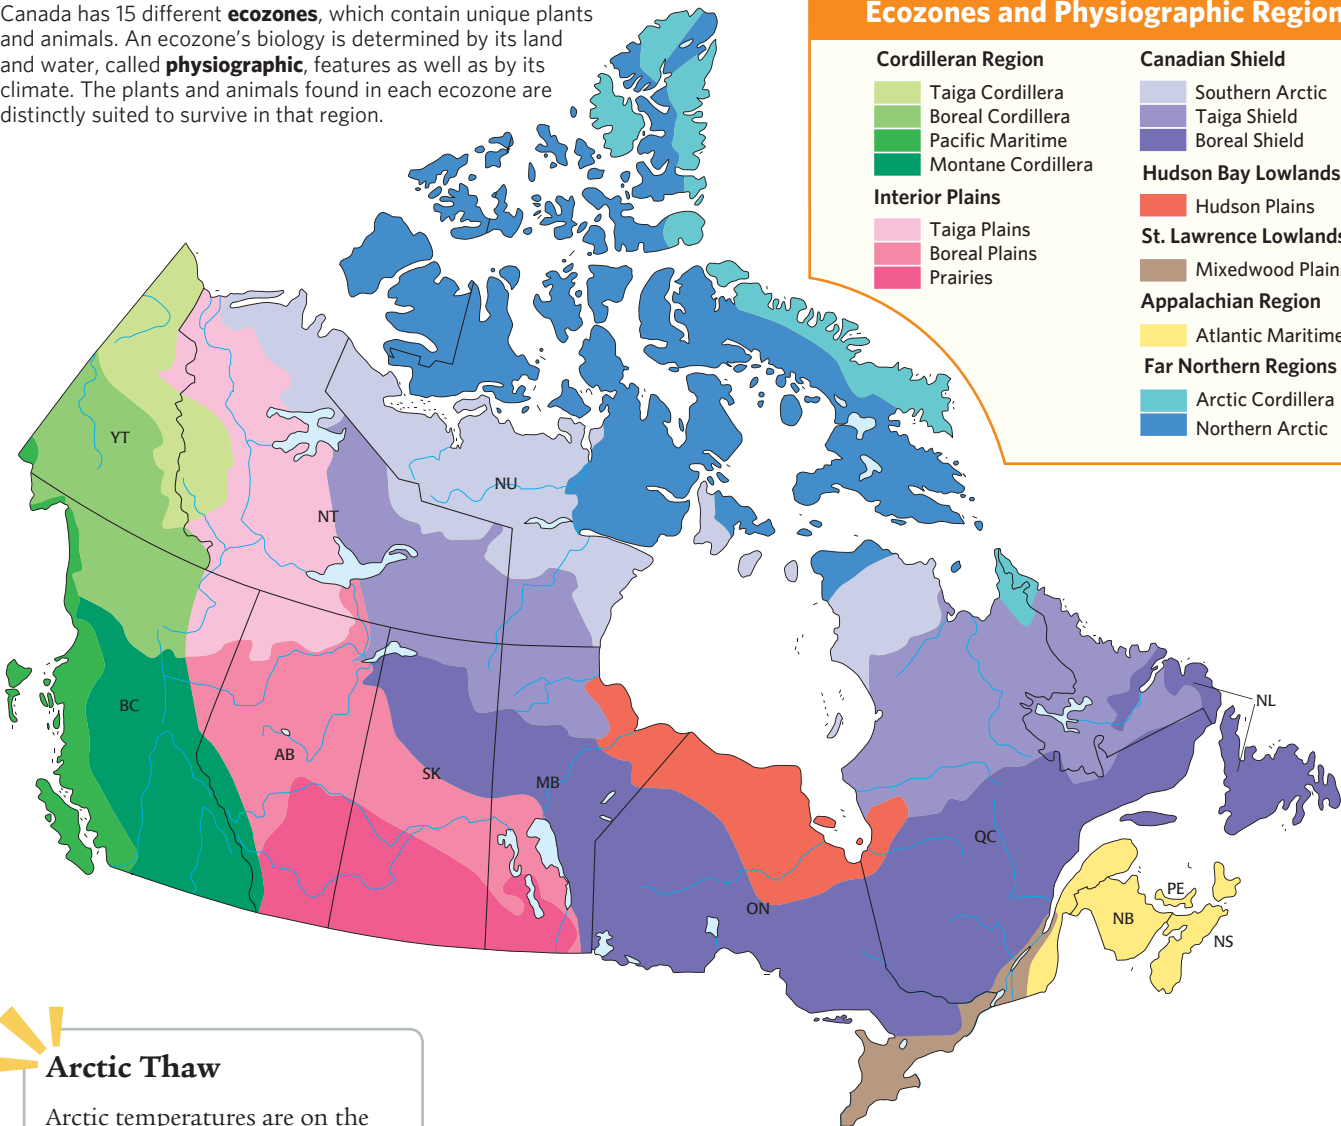 Canada has 15 different ecozones, which contain unique plants
and animals. An ecozone's biology is determined by its land
and water, called physiographic, features as well as by its
climate. The plants and animals found in each ecozone are
distinctly suited to survive in that region.
Ecozones and Physiographic Region
Cordilleran Region
Taiga Cordillera
Boreal Cordillera
Pacific Maritime
Montane Cordillera
Interior Plains
Taiga Plains
Boreal Plains
Prairies
Canadian Shield
Southern Arctic
Taiga Shield
Boreal Shield
Hudson Bay Lowlands
Hudson Plains
St. Lawrence Lowlands
Mixedwood Plain
Appalachian Region
Atlantic Maritime
Far Northern Regions
Arctic Cordillera
Northern Arctic
YT
NT
NU
BC
AB
SK
MB
ON
QC
NL
PE
NB
NS
Arctic Thaw
Arctic temperatures are on the